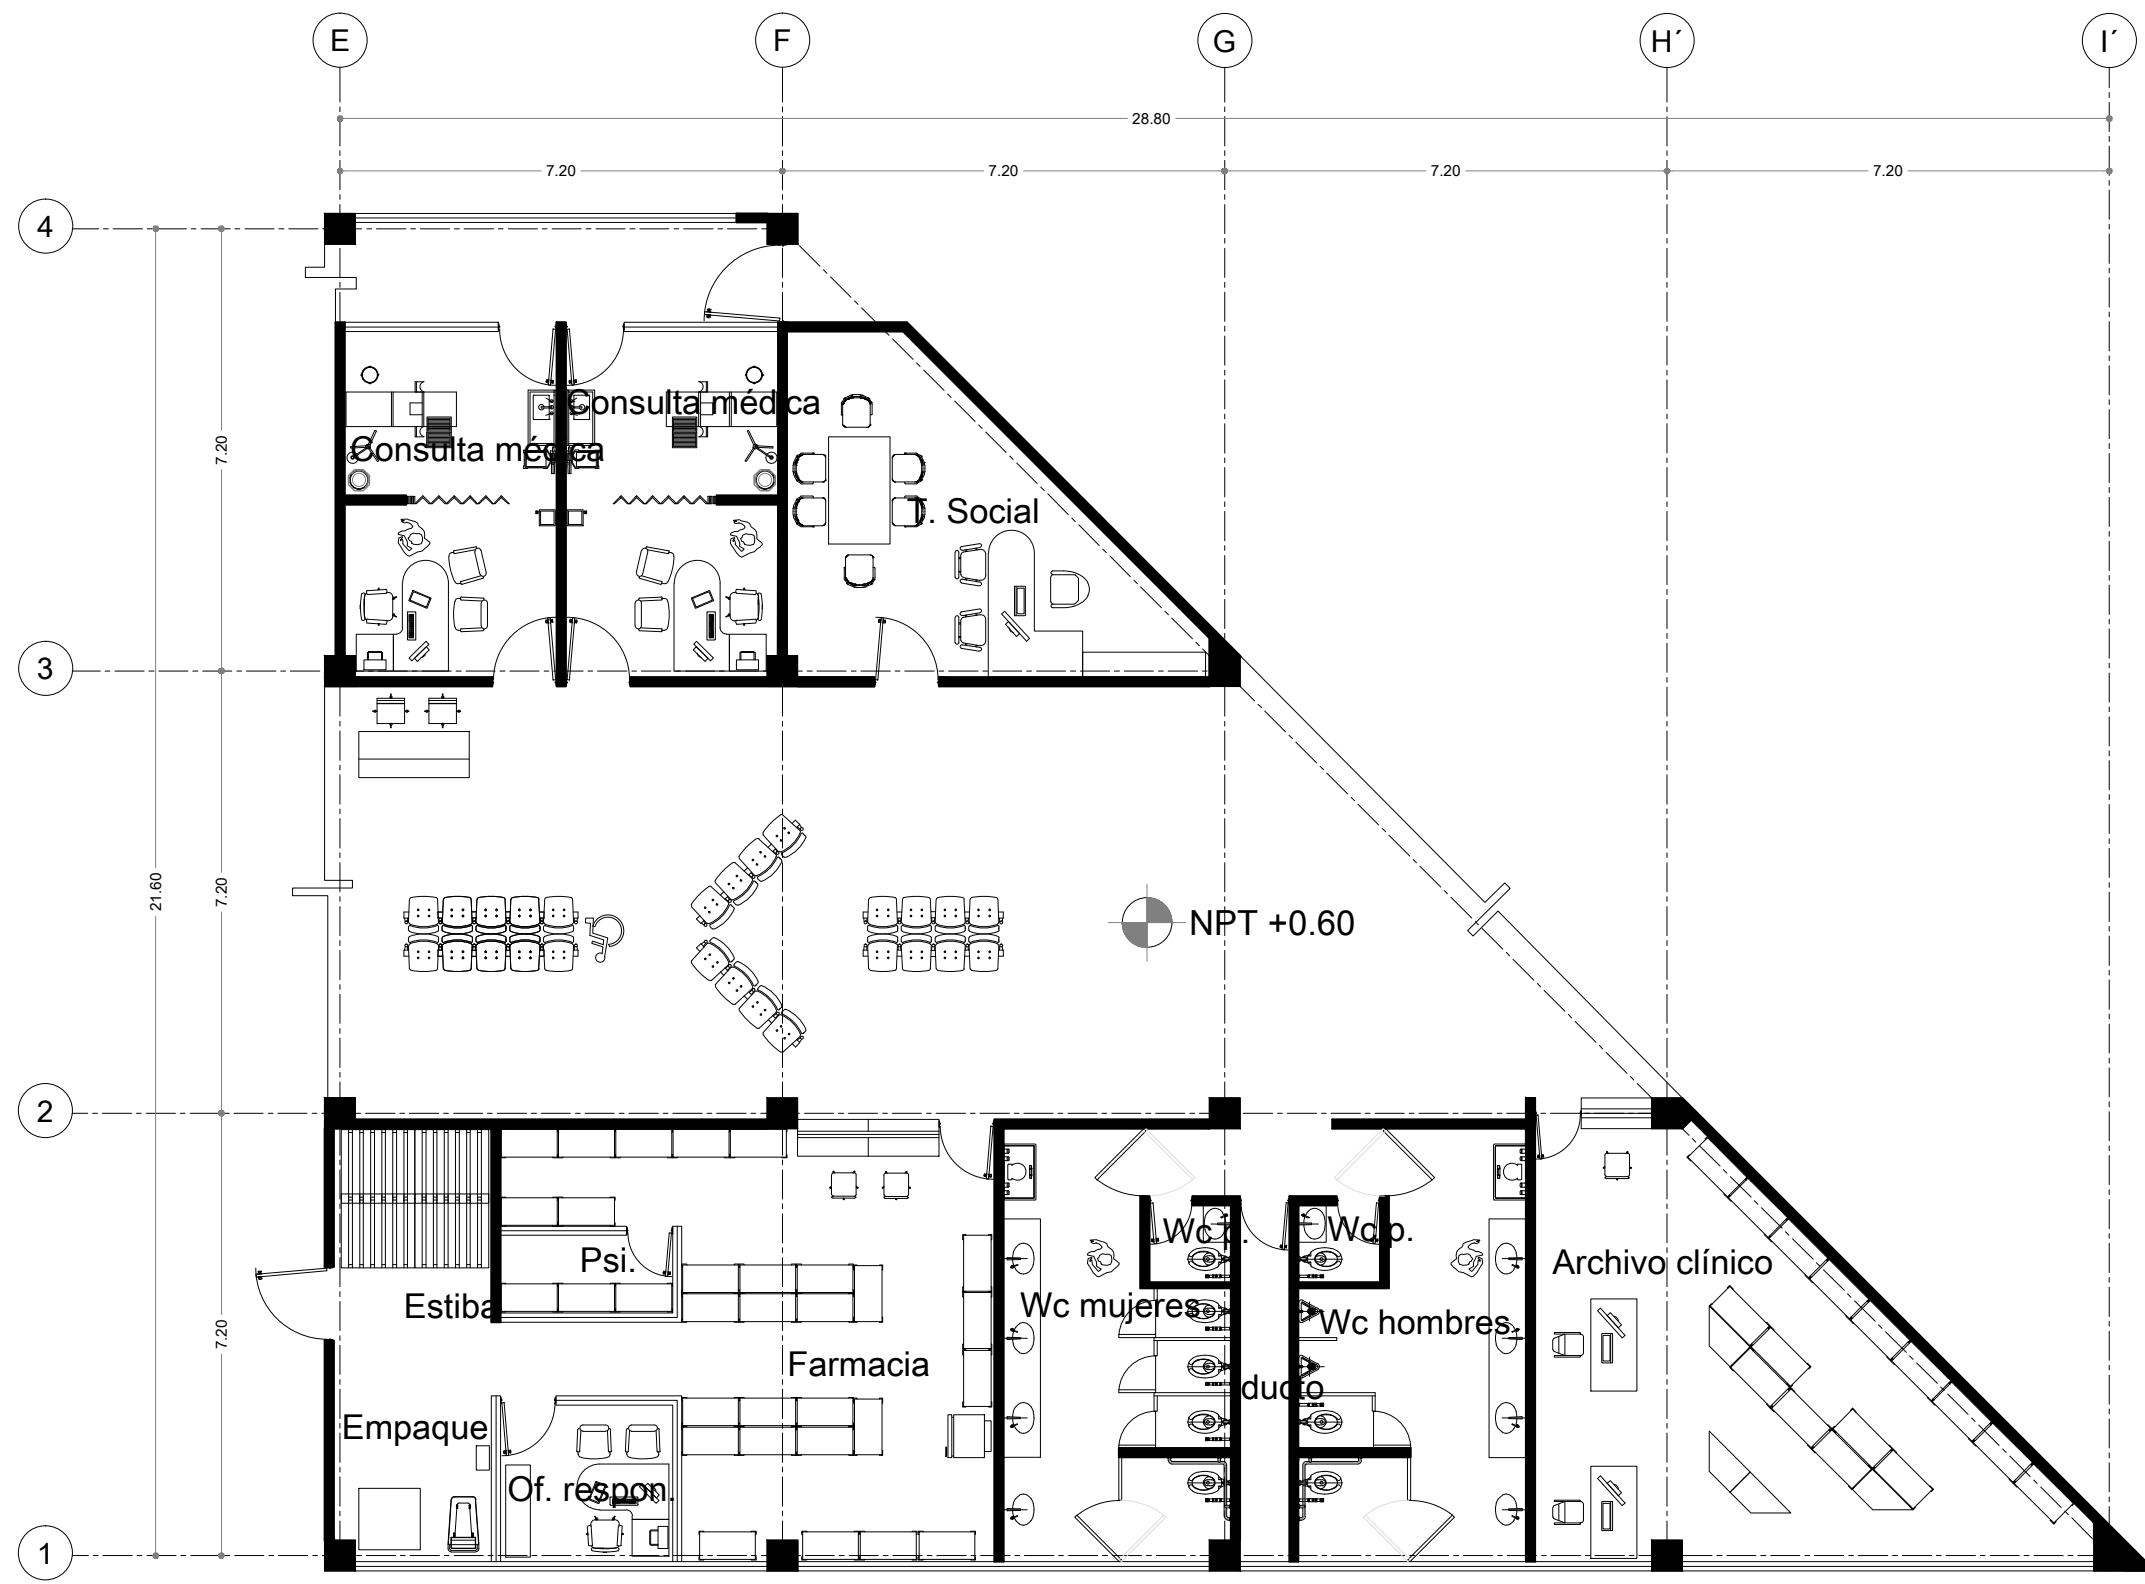 E F G H´ I´
28.80
7.20 7.20 7.20 7.20
4
Consulta médica
Consulta médica
7.20
T. Social
3
21.60
7.20
NPT +0.60
2
Wc p.
Wc p.
Psi.
Archivo clínico
Estiba
Wc mujeres
Wc hombres
7.20
Farmacia
ducto
Empaque
Of. respon.
1